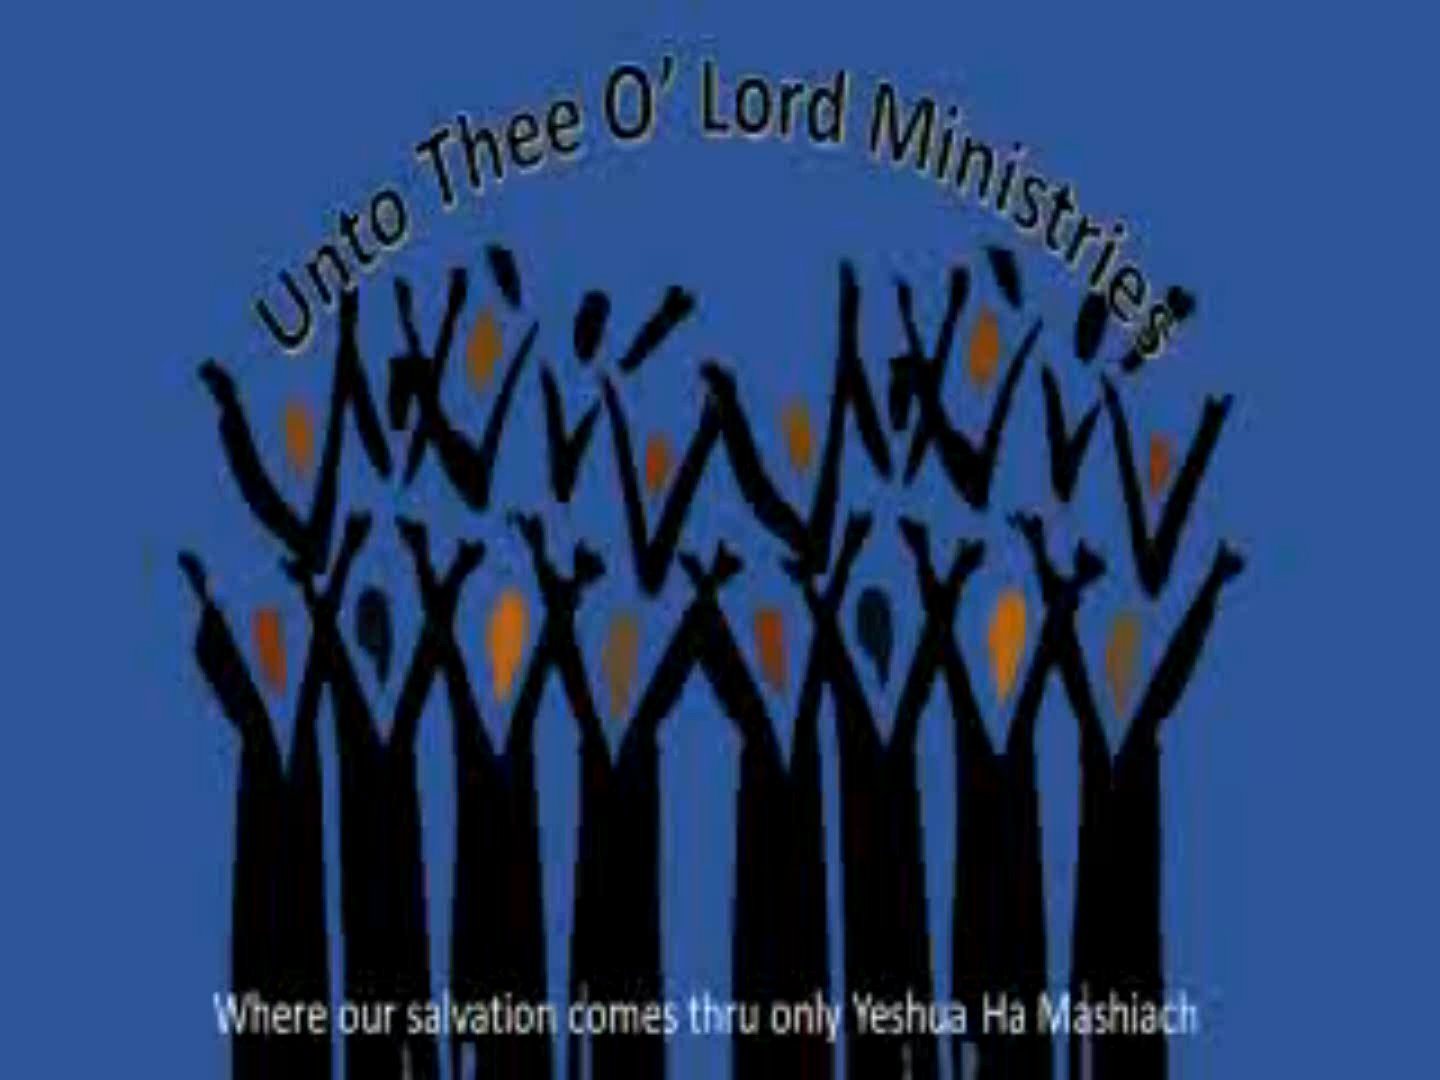 Unto Thee O’ Lord Ministries
Where our salvation comes thru only Yeshua Ha Mashiach